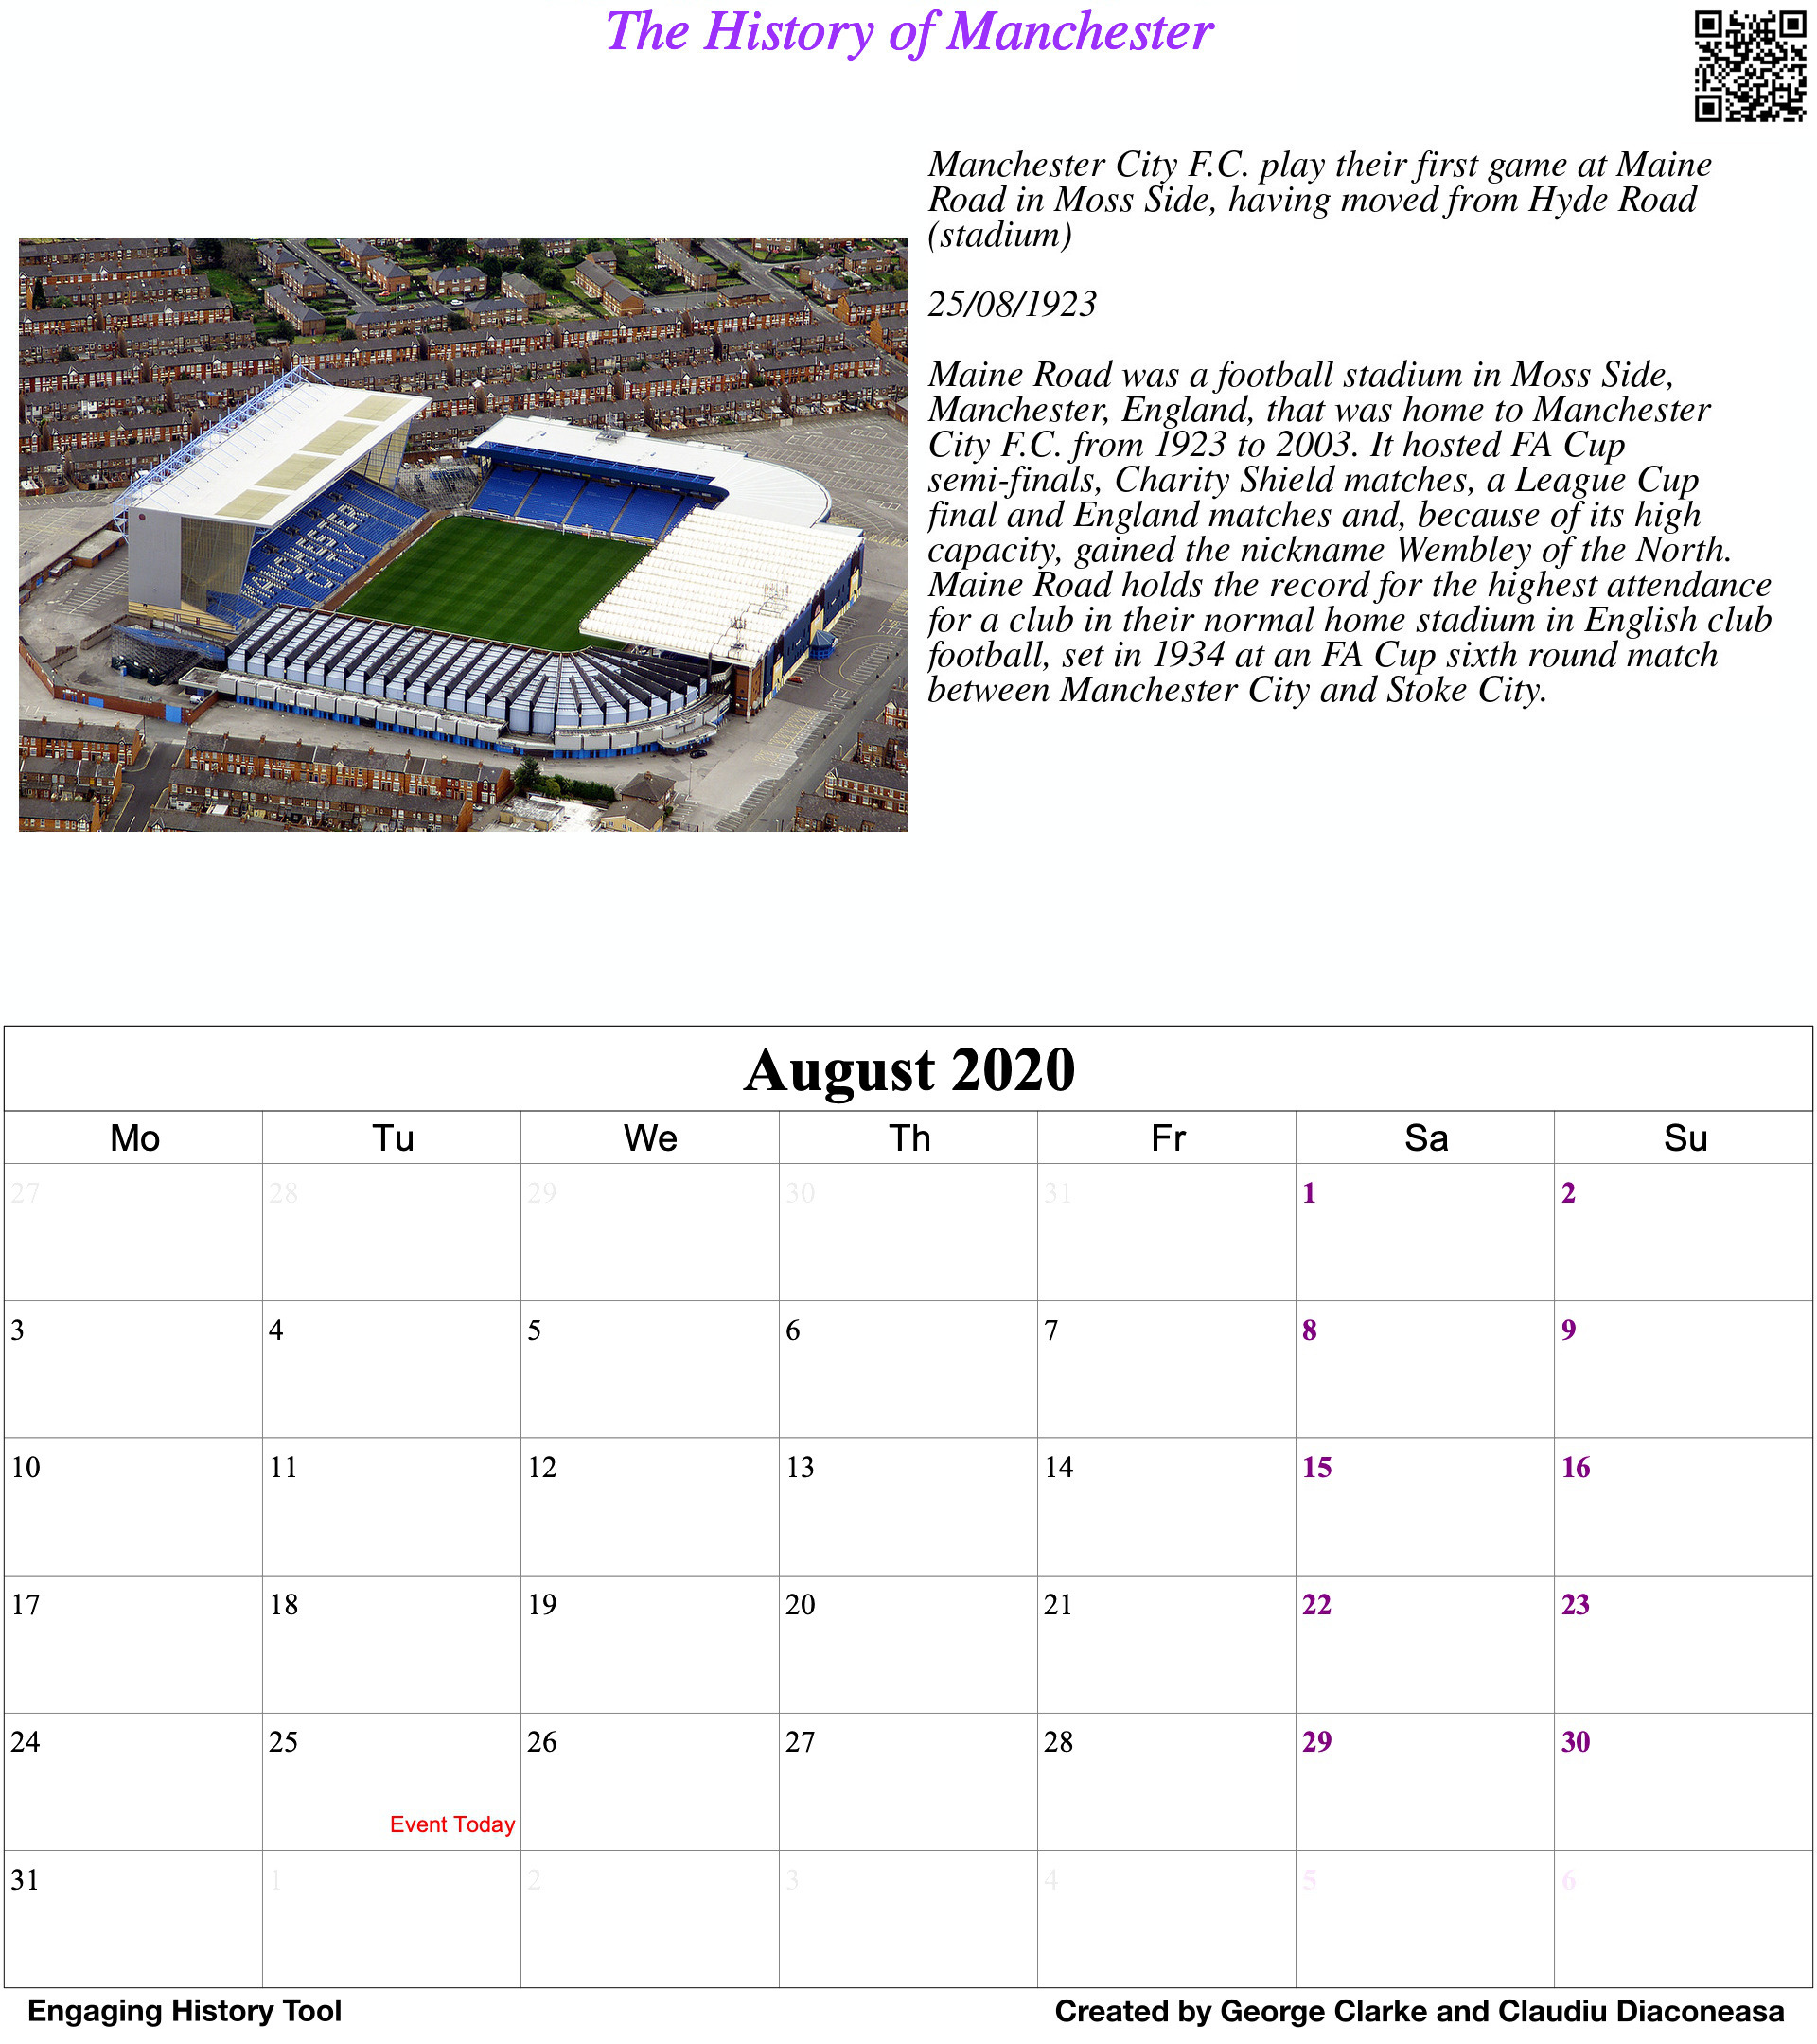 The History of Manchester
Manchester City F.C. play their first game at Maine
Road in Moss Side, having moved from Hyde Road
(stadium)
25/08/1923
Maine Road was a football stadium in Moss Side,
Manchester, England, that was home to Manchester
City F.C. from 1923 to 2003. It hosted FA Cup
semi-finals, Charity Shield matches, a League Cup
final and England matches and, because of its high
capacity, gained the nickname Wembley of the North.
Maine Road holds the record for the highest attendance
for a club in their normal home stadium in English club
football, set in 1934 at an FA Cup sixth round match
between Manchester City and Stoke City.
MANCHESTER
CITY
August 2020
Mo Tu We Th Fr Sa Su
27 28 29 30 31 1 2
3 4 5 6 7 8 9
10 11 12 13 14 15 16
17 18 19 20 21 22 23
24 25 26 27 28 29 30
Event Today
31 1 2 3 4 5 6
Engaging History Tool
Created by George Clarke and Claudiu Diaconeasa